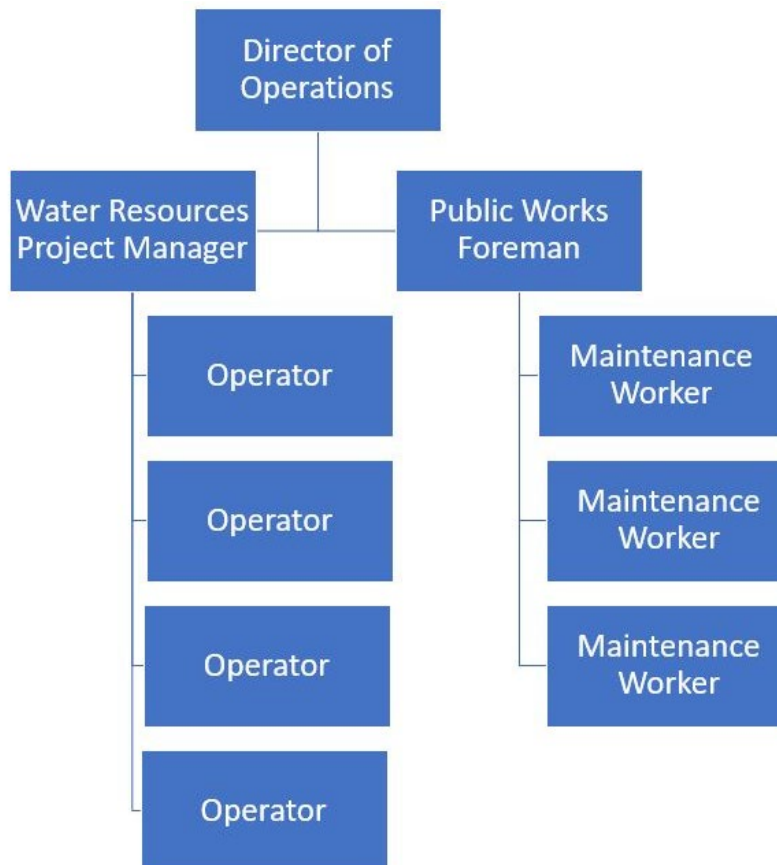 Director of
Operations
Water Resources
Project Manager
Public Works
Foreman
Operator
Operator
Operator
Operator
Maintenance
Worker
Maintenance
Worker
Maintenance
Worker